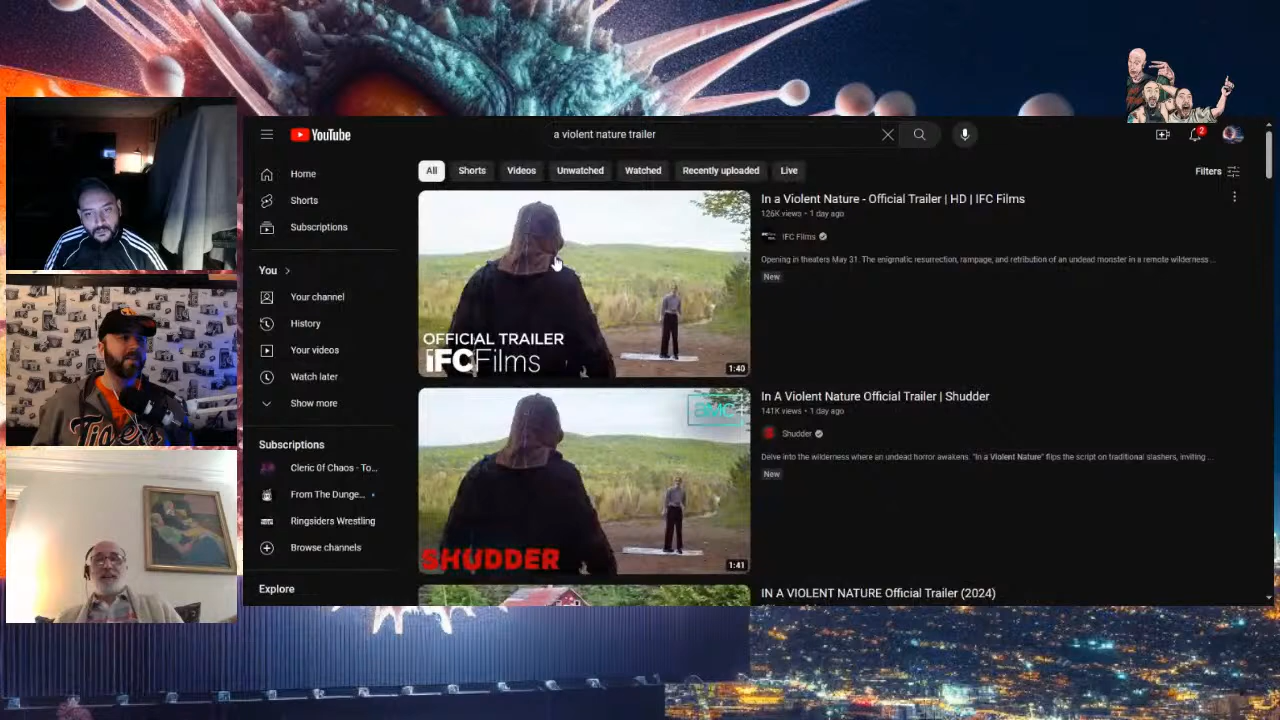 YouTube
a violent nature trailer
2
Home
Shorts
Subscriptions
You
Your channel
History
Your videos
Watch later
Show more
Subscriptions
Cleric Of Chaos - To...
From The Dunge...
Ringsiders Wrestling
Browse channels
Explore
All
Shorts
Videos
Unwatched
Watched
Recently uploaded
Live
Filters
OFFICIAL TRAILER
IFC Films
1:40
In a Violent Nature - Official Trailer | HD | IFC Films
126K views • 1 day ago
IFC Films
Opening in theaters May 31. The enigmatic resurrection, rampage, and retribution of an undead monster in a remote wilderness ...
New
amc
SHUDDER
1:41
In A Violent Nature Official Trailer | Shudder
141K views • 1 day ago
Shudder
Delve into the wilderness where an undead horror awakens. "In a Violent Nature" flips the script on traditional slashers, inviting ...
New
IN A VIOLENT NATURE Official Trailer (2024)
Tigers